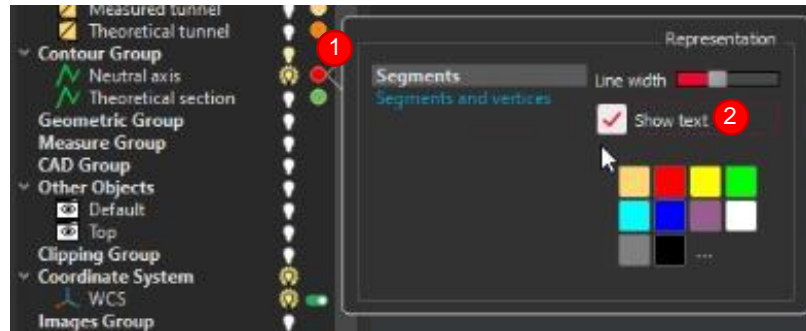 Measured tunnel
Theoretical tunnel
Contour Group
Neutral axis
Theoretical section
Geometric Group
Measure Group
CAD Group
Other Objects
Default
Top
Clipping Group
Coordinate System
WCS
Images Group
1
Representation
Segments
Segments and vertices
Line width
Show text 2
...